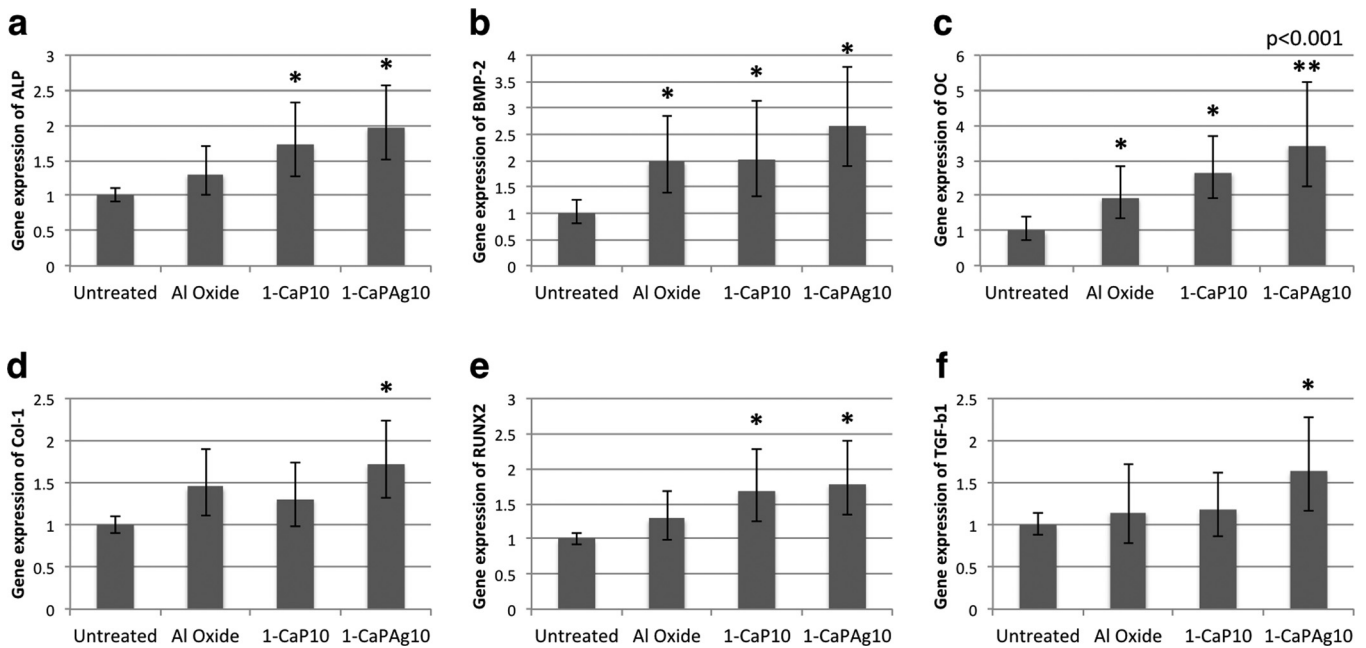 a
Gene expression of ALP
3
2.5
2
1.5
1
0.5
0
*
*
Untreated Al Oxide 1-CaP10 1-CaPAg10
b
Gene expression of BMP-2
4
3.5
3
2.5
2
1.5
1
0.5
0
*
*
*
Untreated Al Oxide 1-CaP10 1-CaPAg10
c
p<0.001
Gene expression of OC
6
5
4
3
2
1
0
*
*
**
Untreated Al Oxide 1-CaP10 1-CaPAg10
d
Gene expression of Col-1
2.5
2
1.5
1
0.5
0
*
Untreated Al Oxide 1-CaP10 1-CaPAg10
e
Gene expression of RUNX2
3
2.5
2
1.5
1
0.5
0
*
*
Untreated Al Oxide 1-CaP10 1-CaPAg10
f
Gene expression of TGF-b1
2.5
2
1.5
1
0.5
0
*
Untreated Al Oxide 1-CaP10 1-CaPAg10